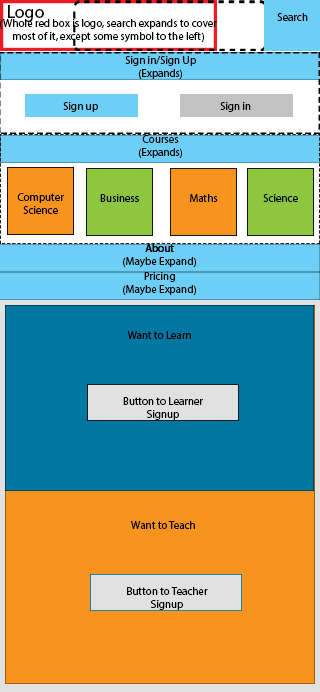 Logo
(Whole red box is logo, search expands to cover
most of it, except some symbol to the left)
Search
Sign in/Sign Up
(Expands)
Sign up
Sign in
Courses
(Expands)
Computer
Science
Business
Maths
Science
About
(Maybe Expand)
Pricing
(Maybe Expand)
Want to Learn
Button to Learner
Signup
Want to Teach
Button to Teacher
Signup